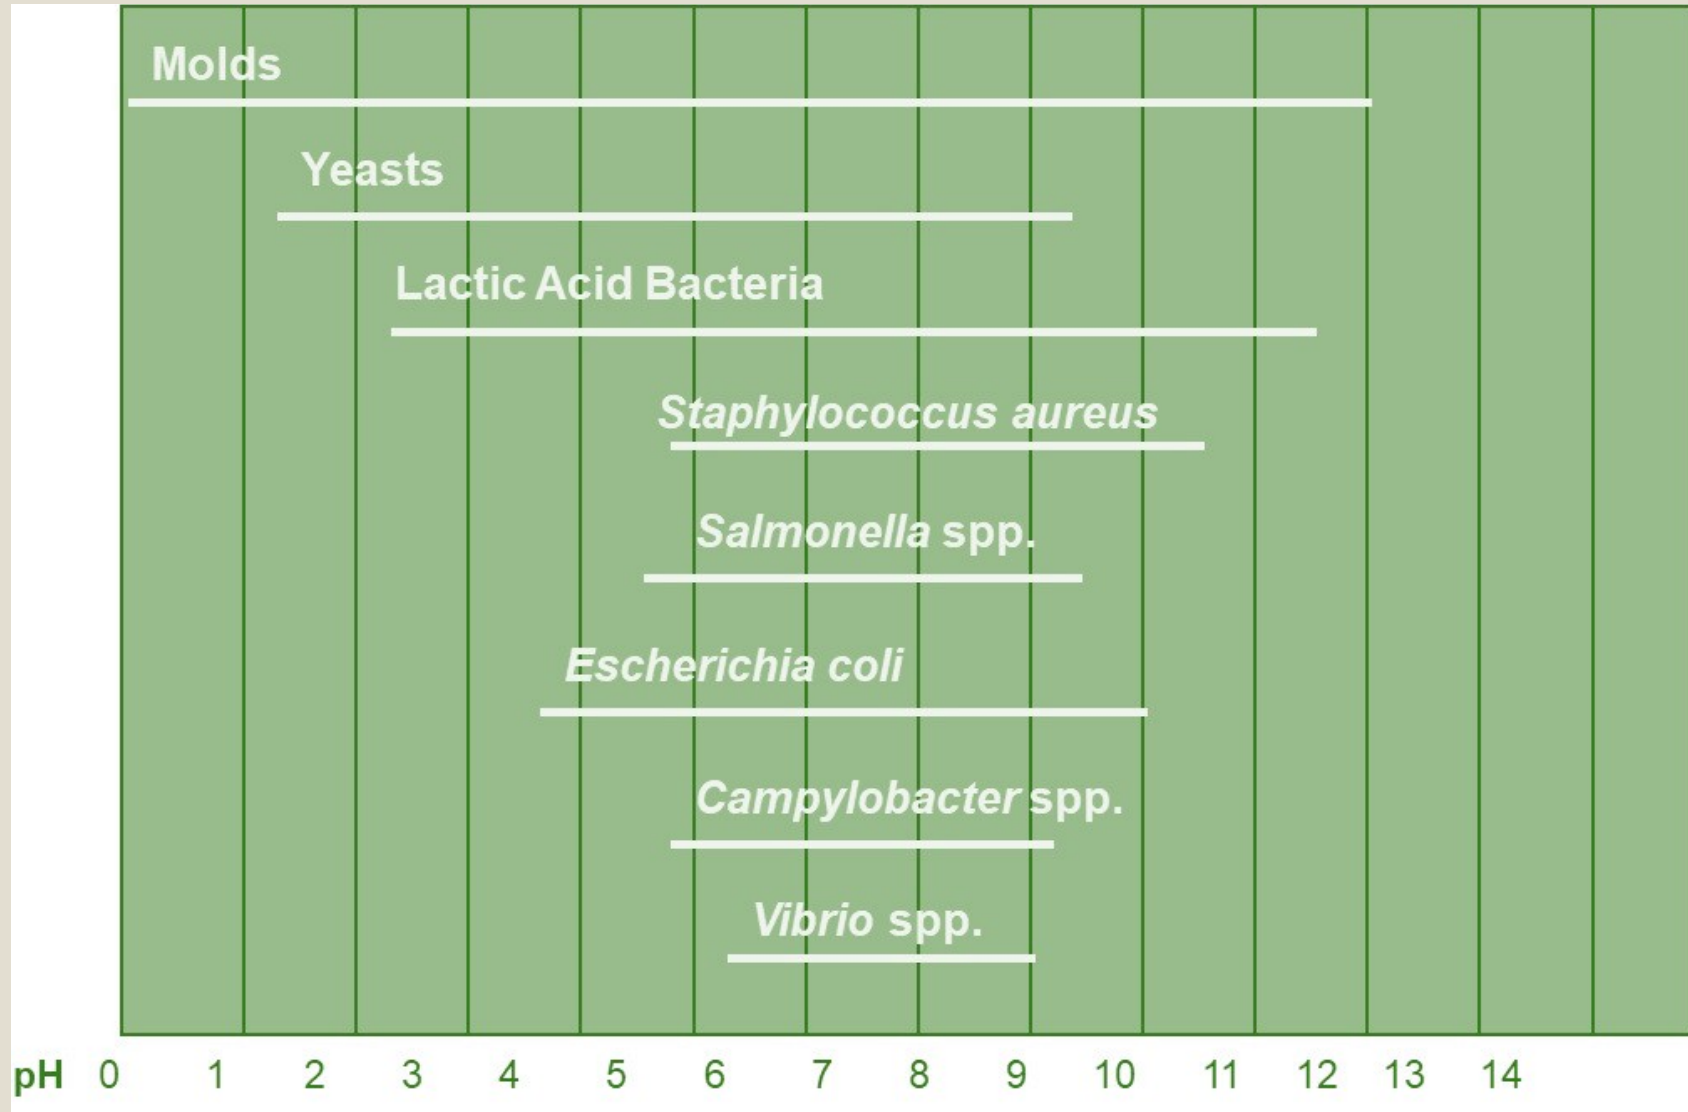 Molds
Yeasts
Lactic Acid Bacteria
Staphylococcus aureus
Salmonella spp.
Escherichia coli
Campylobacter spp.
Vibrio spp.
pH 0 1 2 3 4 5 6 7 8 9 10 11 12 13 14